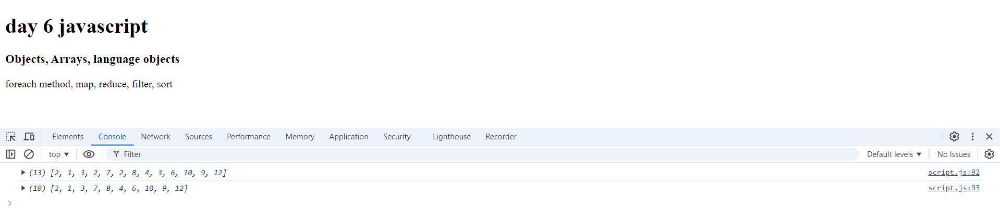 day 6 javascript
Objects, Arrays, language objects
foreach method, map, reduce, filter, sort
Elements Console Network Sources Performance Memory Application Security Lighthouse Recorder
top Filter Default levels No Issues
(13) [2, 1, 3, 2, 7, 2, 8, 4, 3, 6, 10, 9, 12] script.js:92
(10) [2, 1, 3, 7, 8, 4, 6, 10, 9, 12] script.js:93